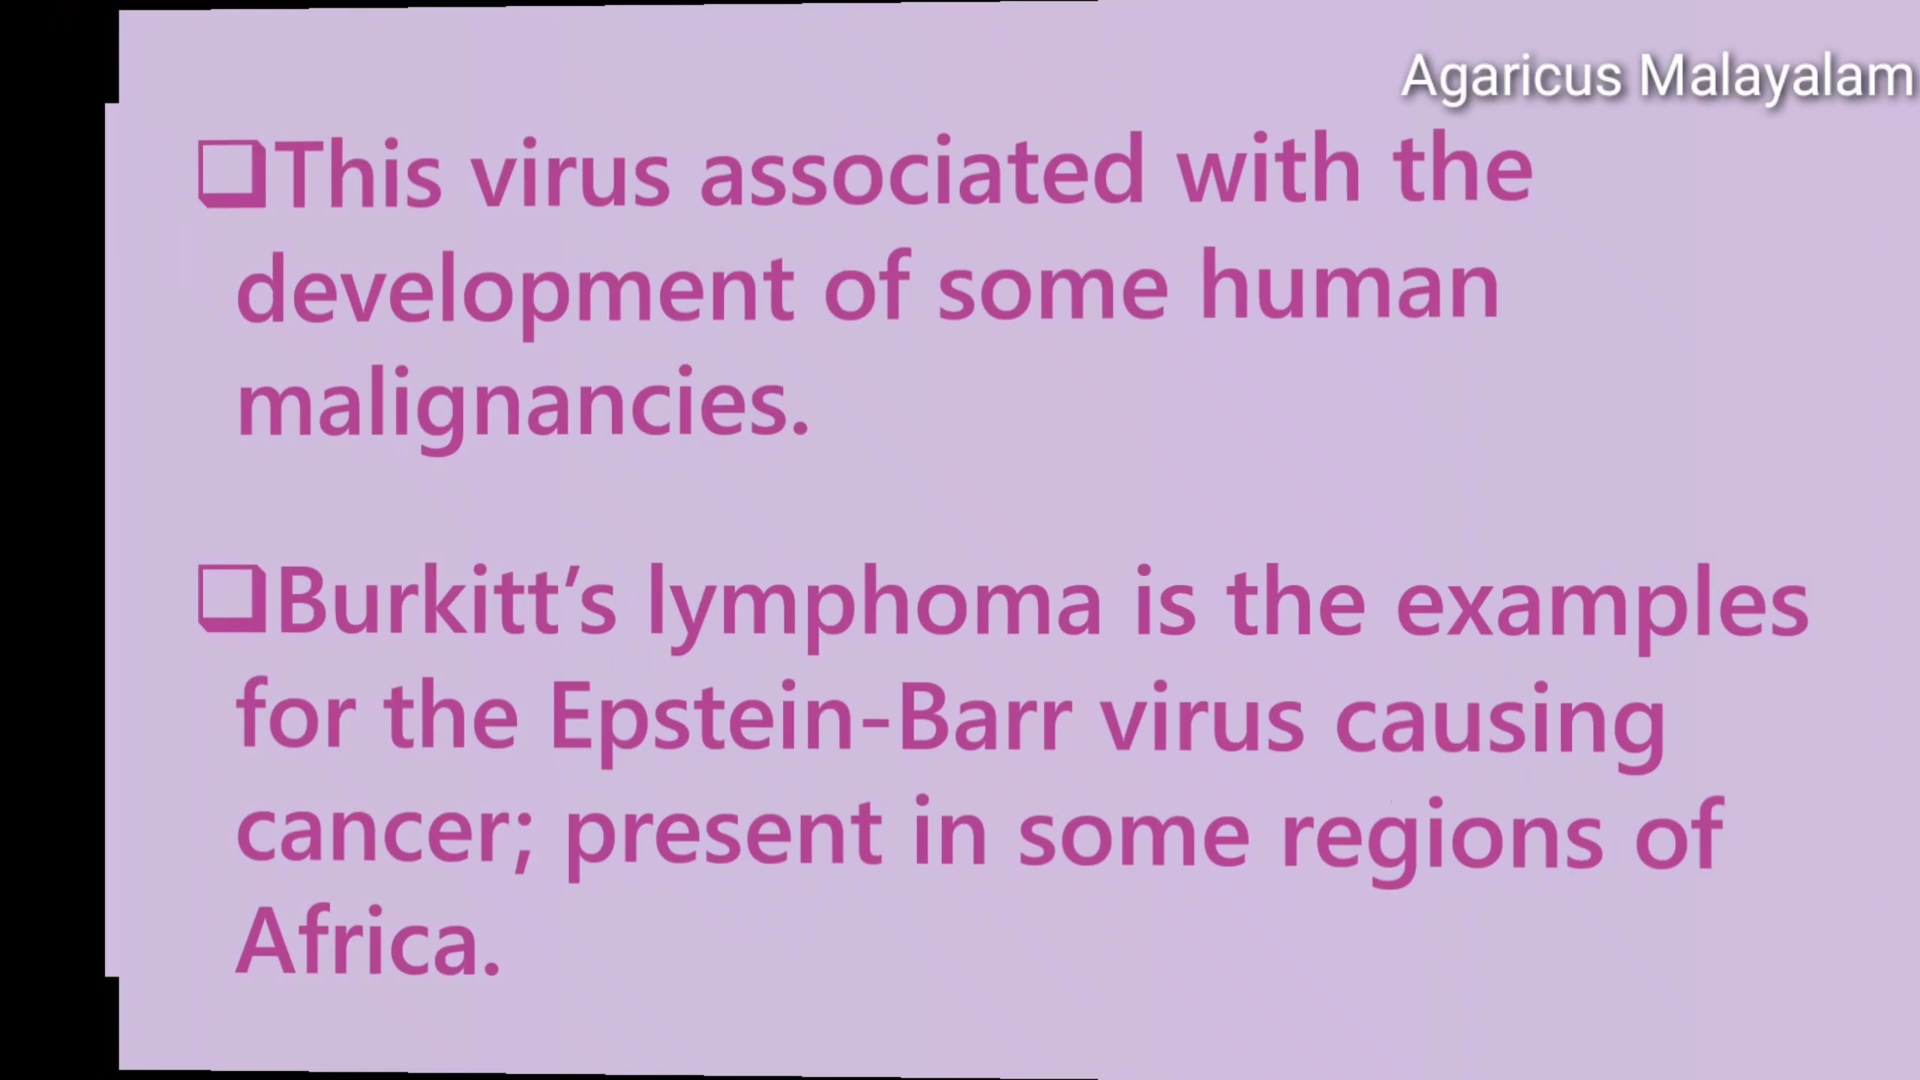 Agaricus Malayalam
❑This virus associated with the
development of some human
malignancies.
❑Burkitt’s lymphoma is the examples
for the Epstein-Barr virus causing
cancer; present in some regions of
Africa.